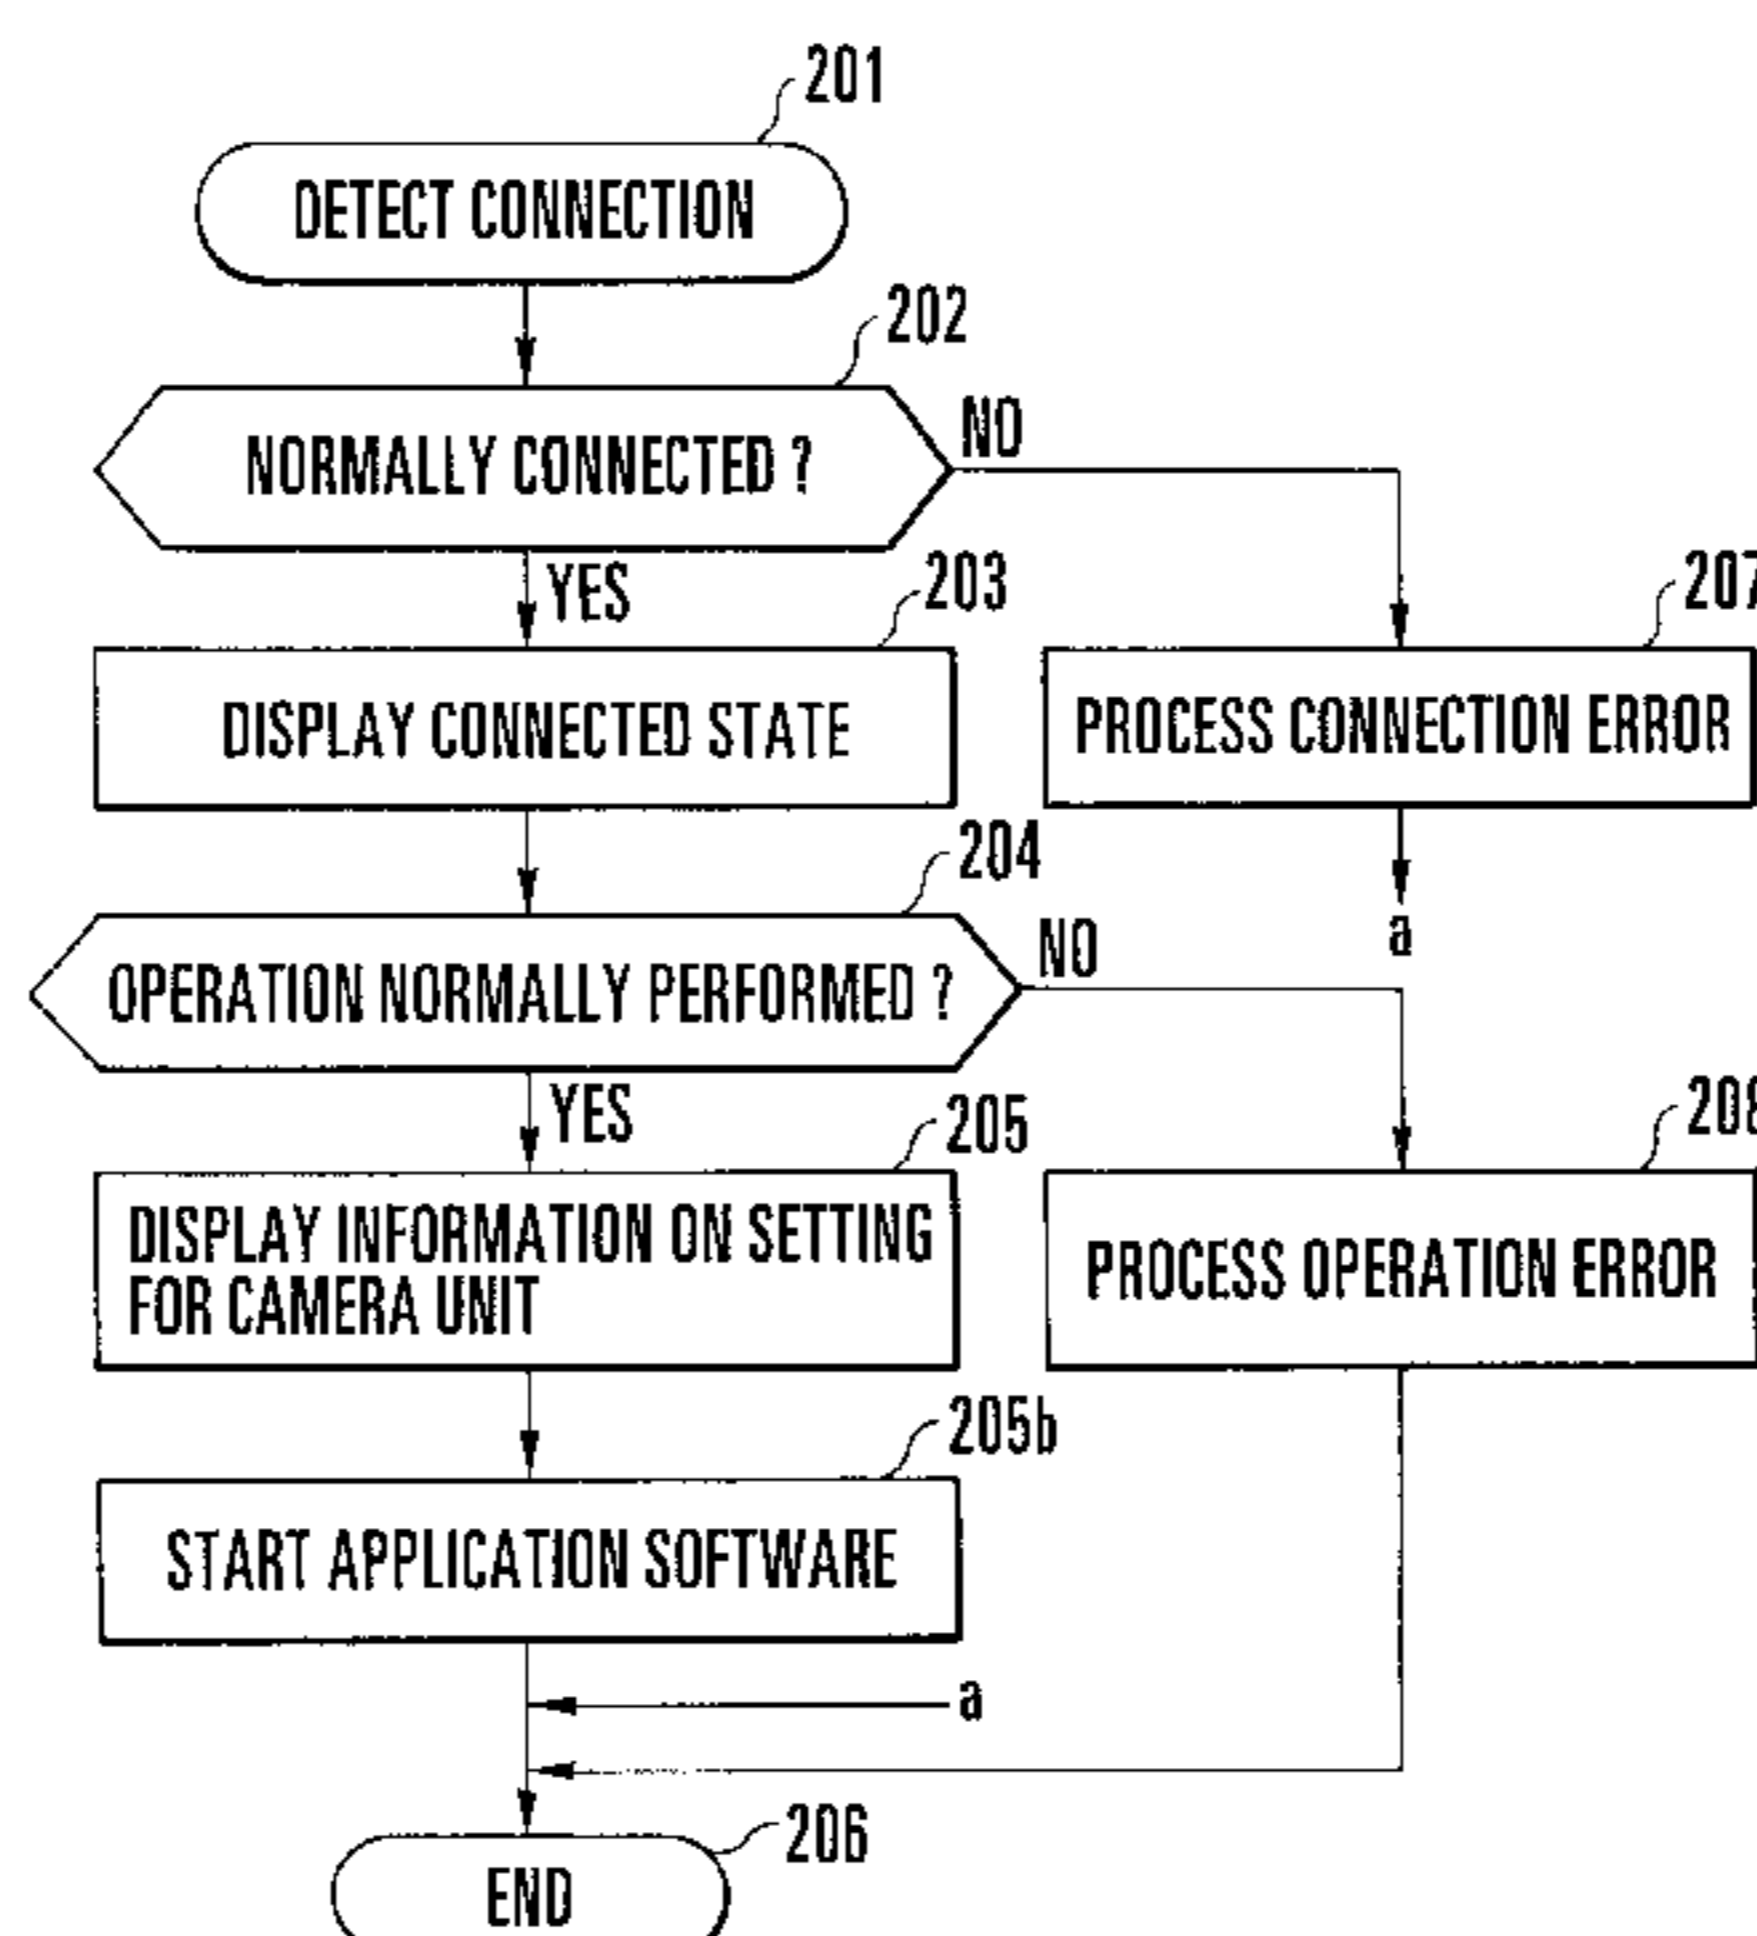 201
DETECT CONNECTION
202
NORMALLY CONNECTED ?
NO
YES
203
207
DISPLAY CONNECTED STATE
PROCESS CONNECTION ERROR
204
a
OPERATION NORMALLY PERFORMED ?
NO
YES
205
208
DISPLAY INFORMATION ON SETTING
FOR CAMERA UNIT
PROCESS OPERATION ERROR
205b
START APPLICATION SOFTWARE
a
206
END